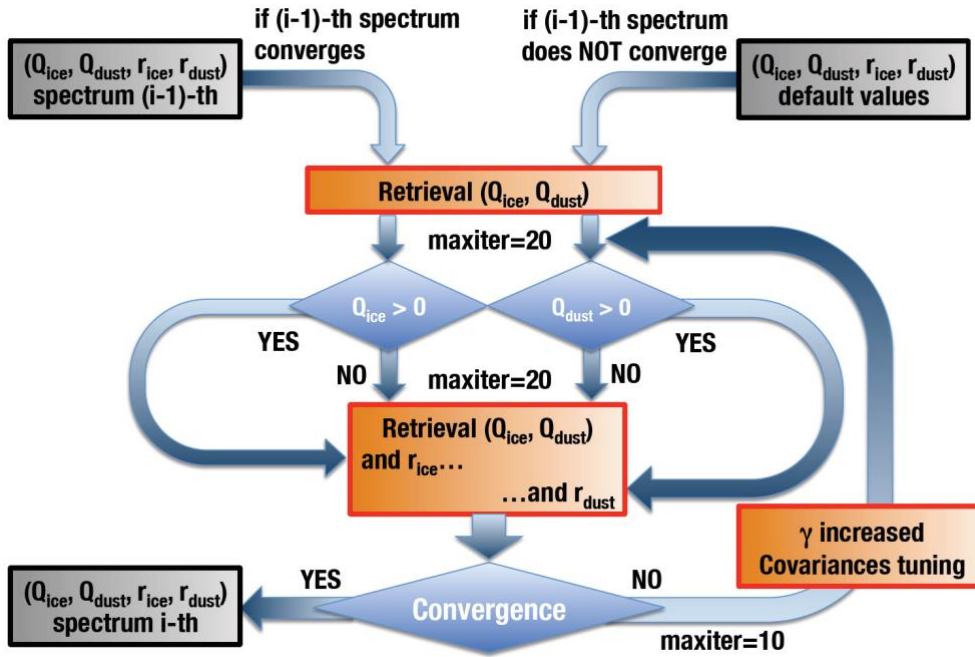 if (i-1)-th spectrum
converges
if (i-1)-th spectrum
does NOT converge
(Qice, Qdust, rice, rdust)
spectrum (i-1)-th
(Qice, Qdust, rice, rdust)
default values
Retrieval (Qice, Qdust)
maxiter=20
Qice > 0
Qdust > 0
YES
YES
NO
maxiter=20
NO
Retrieval (Qice, Qdust)
and rice...
...and rdust
γ increased
Covariances tuning
YES
NO
(Qice, Qdust, rice, rdust)
spectrum i-th
Convergence
maxiter=10